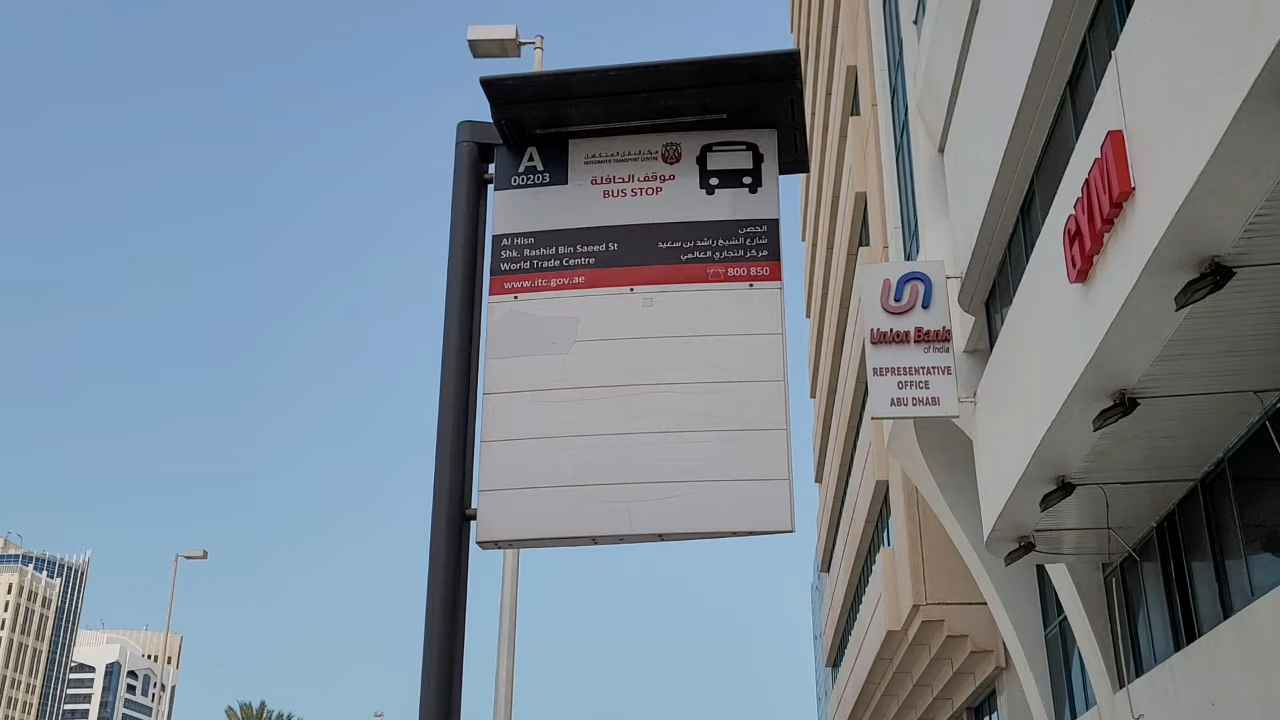 A
00203
مركز النقل المتكامل
INTEGRATED TRANSPORT CENTRE
موقف الحافلة
BUS STOP
Al Hisn
Shk. Rashid Bin Saeed St
World Trade Centre
الحصن
شارع الشيخ راشد بن سعيد
مركز التجاري العالمي
www.itc.gov.ae
800 850
Union Bank
of India
REPRESENTATIVE
OFFICE
ABU DHABI